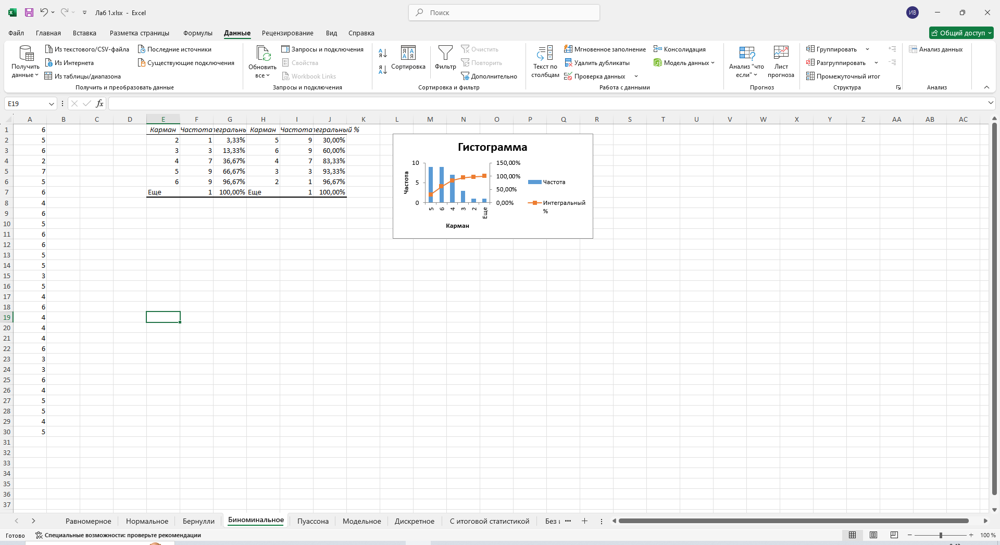 Лаб 1.xlsx - Excel
Поиск
ИВ
Файл Главная Вставка Разметка страницы Формулы Данные Рецензирование Вид Справка
Общий доступ
Получить данные
Из текстового/CSV-файла
Из Интернета
Из таблицы/диапазона
Последние источники
Существующие подключения
Получить и преобразовать данные
Обновить все
Запросы и подключения
Свойства
Workbook Links
Запросы и подключения
Сортировка
Фильтр
Очистить
Повторить
Дополнительно
Сортировка и фильтр
Текст по столбцам
Мгновенное заполнение
Удалить дубликаты
Проверка данных
Консолидация
Модель данных
Работа с данными
Анализ "что если"
Лист прогноза
Прогноз
Группировать
Разгруппировать
Промежуточный итог
Структура
Анализ данных
Анализ
E19
fx
A B C D E F G H I J K L M N O P Q R S T U V W X Y Z AA AB AC
1 6 Карман Частота тегральнь Карман Частота тегральный %
2 5 2 1 3,33% 5 9 30,00%
3 6 3 3 13,33% 6 9 60,00%
4 2 4 7 36,67% 4 7 83,33%
5 7 5 9 66,67% 3 3 93,33%
6 5 6 9 96,67% 2 1 96,67%
7 6 Еще 1 100,00% Еще 1 100,00%
8 4
9 6
10 5
11 6
12 6
13 5
14 5
15 3
16 5
17 4
18 6
19 4
20 4
21 4
22 6
23 3
24 3
25 6
26 4
27 5
28 5
29 4
30 5
31
32
33
34
35
36
37
Гистограмма
Частота
10
5
0
150,00%
100,00%
50,00%
0,00%
5 6 4 3 2 Еще
Карман
Частота
Интегральный
%
Равномерное Нормальное Бернулли Биноминальное Пуассона Модельное Дискретное С итоговой статистикой Без
Готово Специальные возможности: проверьте рекомендации
100 %